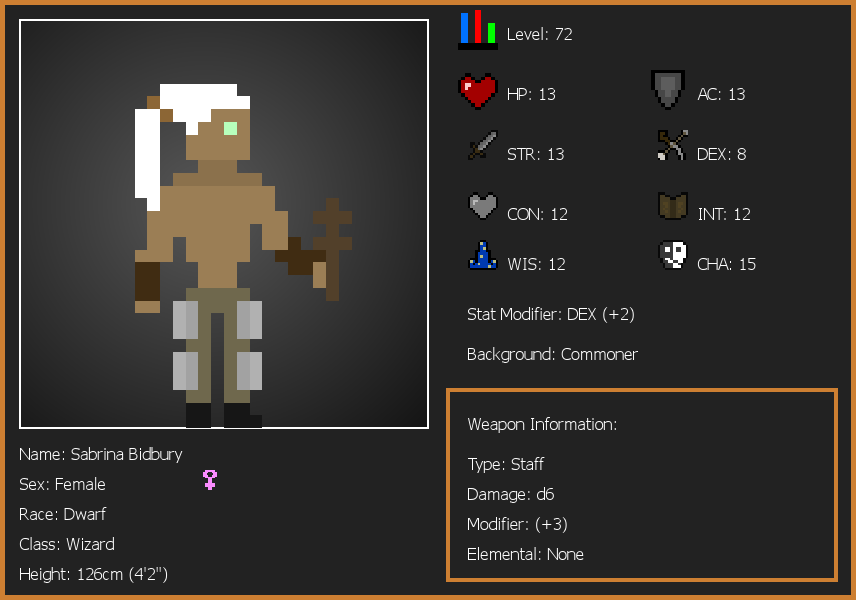 Level: 72
HP: 13
AC: 13
STR: 13
DEX: 8
CON: 12
INT: 12
WIS: 12
CHA: 15
Stat Modifier: DEX (+2)
Background: Commoner
Weapon Information:
Type: Staff
Damage: d6
Modifier: (+3)
Elemental: None
Name: Sabrina Bidbury
Sex: Female
Race: Dwarf
Class: Wizard
Height: 126cm (4'2")